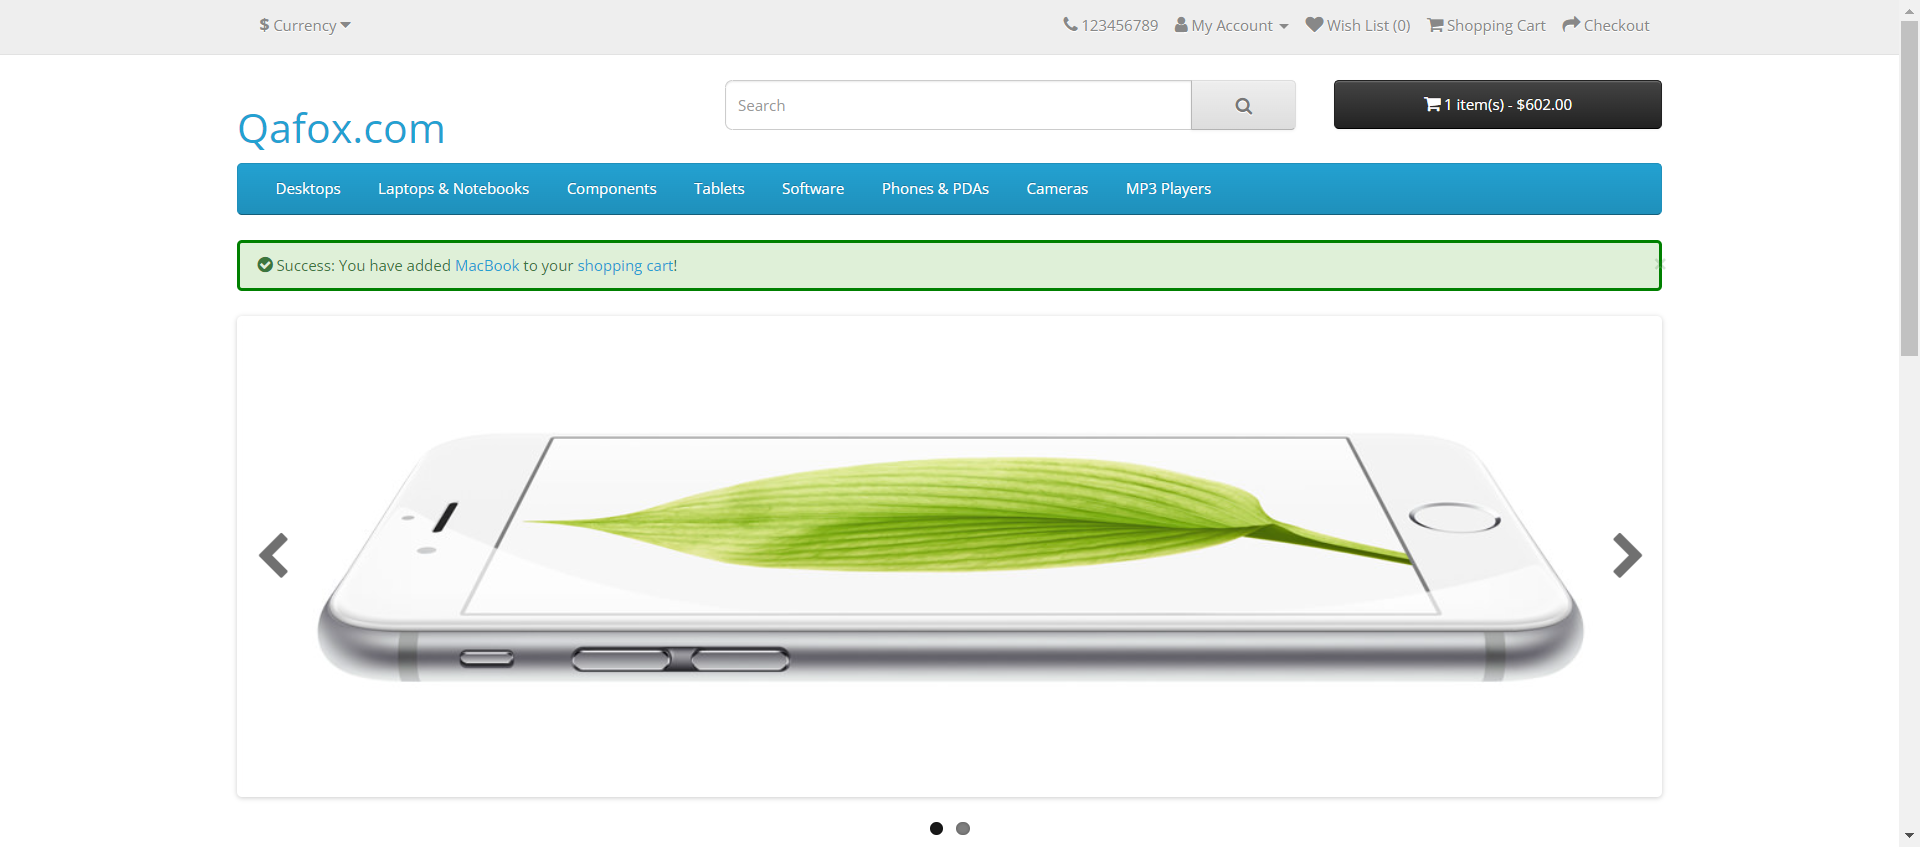 $ Currency
123456789 My Account Wish List (0) Shopping Cart Checkout
Search
1 item(s) - $602.00
Qafox.com
Desktops Laptops & Notebooks Components Tablets Software Phones & PDAs Cameras MP3 Players
Success: You have added MacBook to your shopping cart!
×